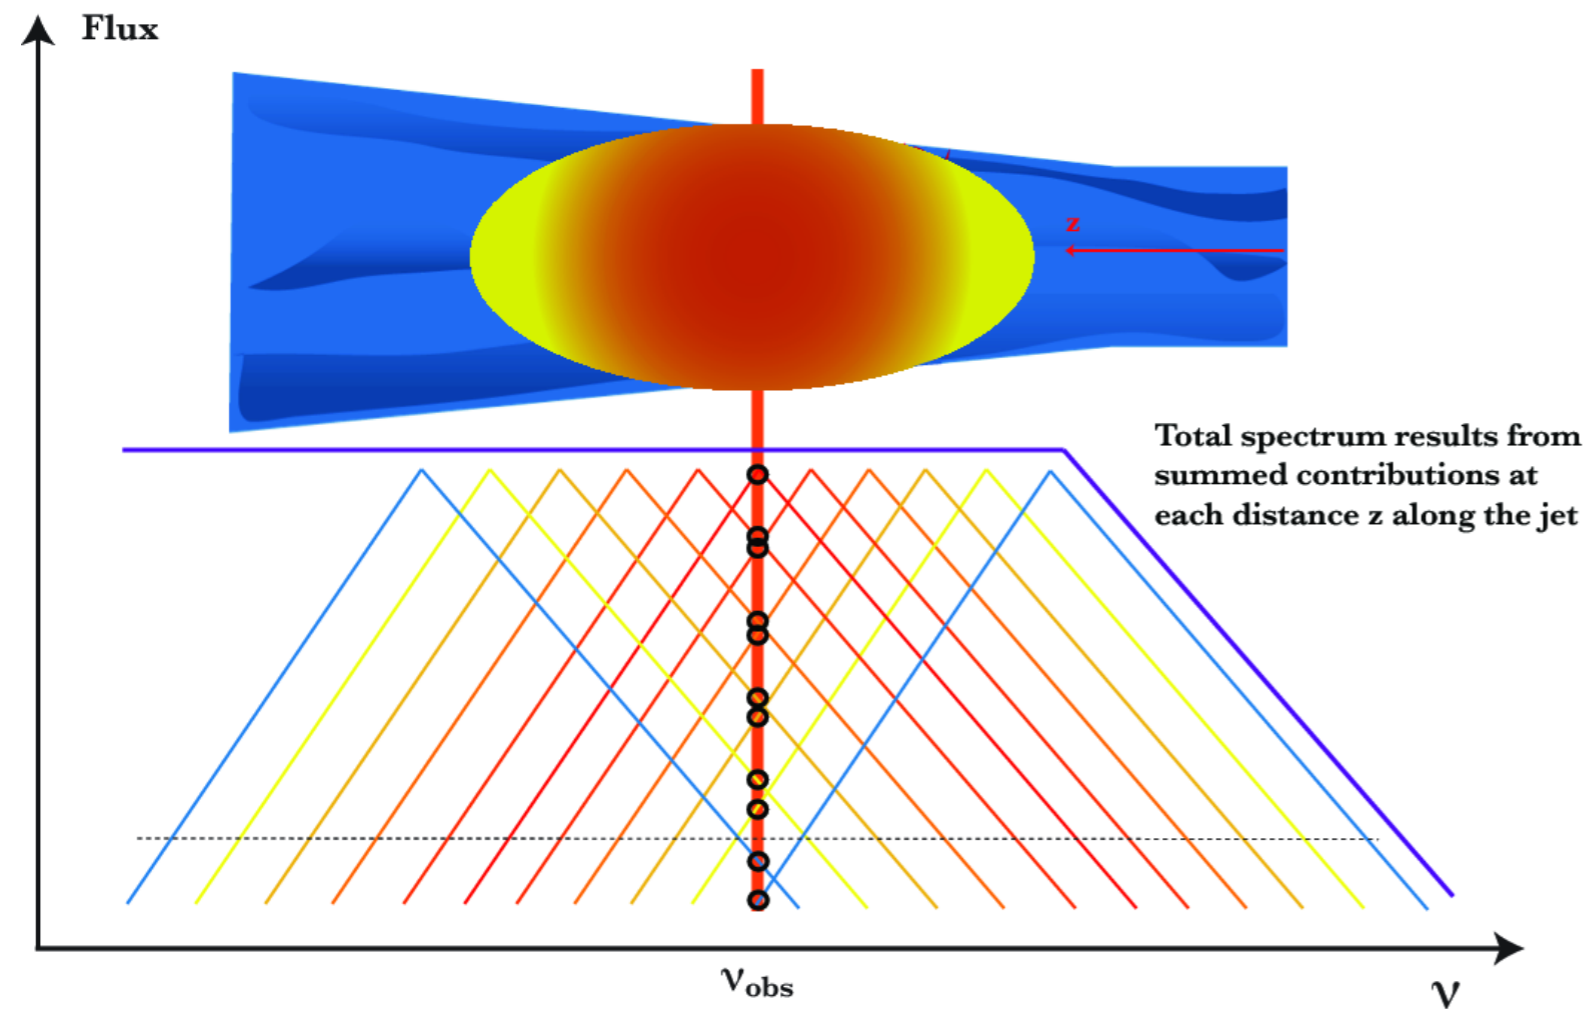 Flux
z
Total spectrum results from
summed contributions at
each distance z along the jet
νobs
ν